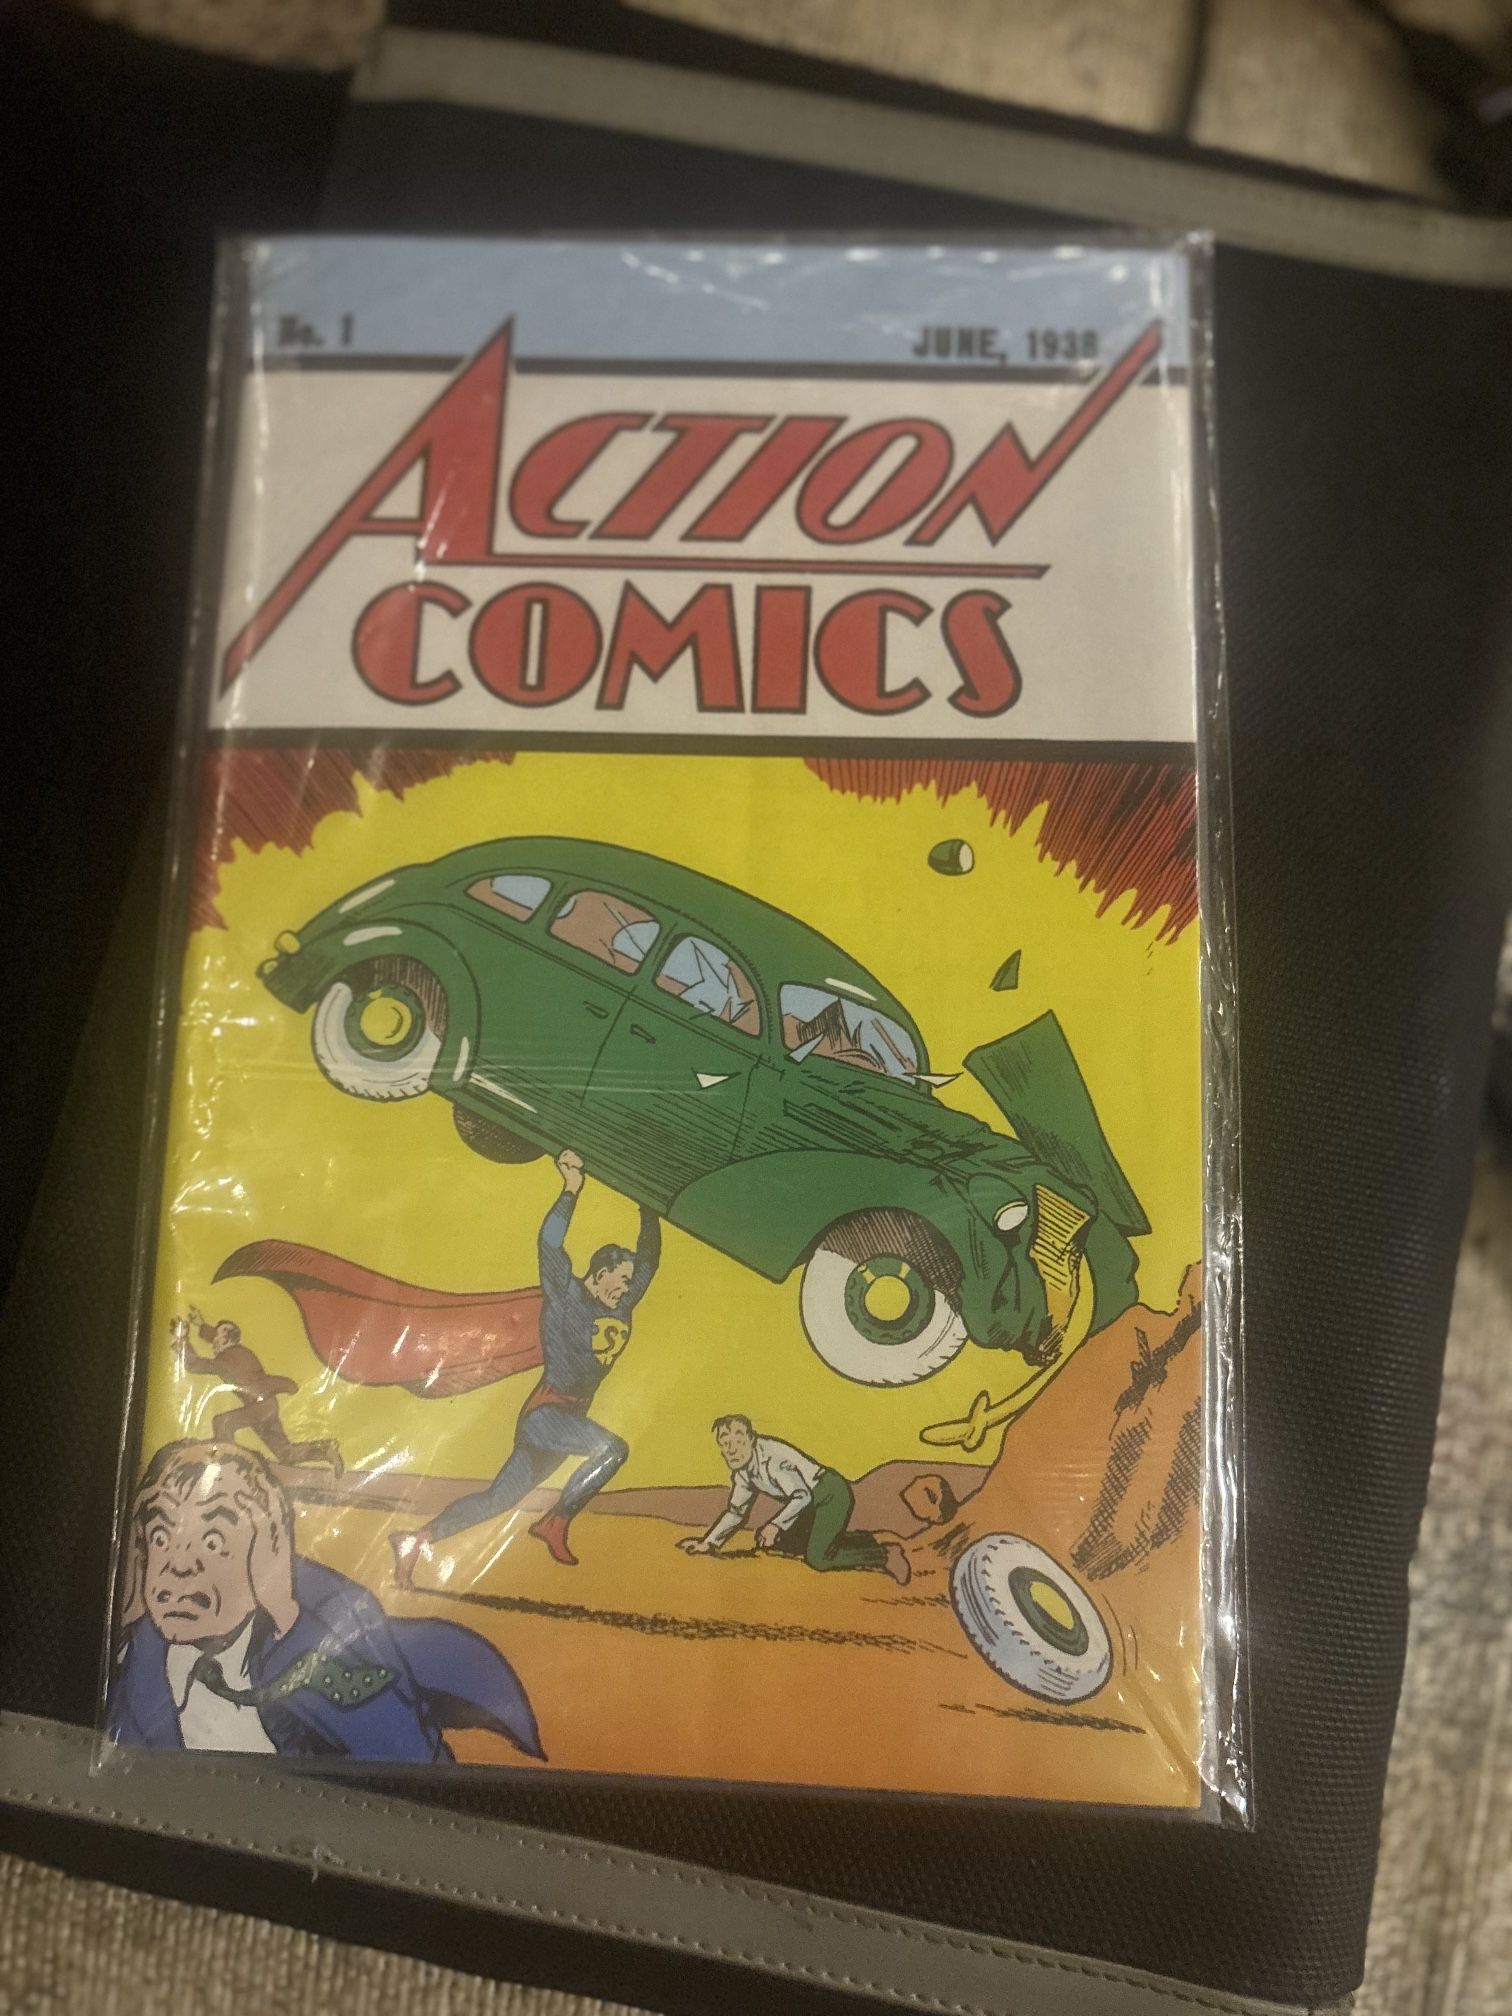 No. 1
JUNE, 1938
ACTION
COMICS
S